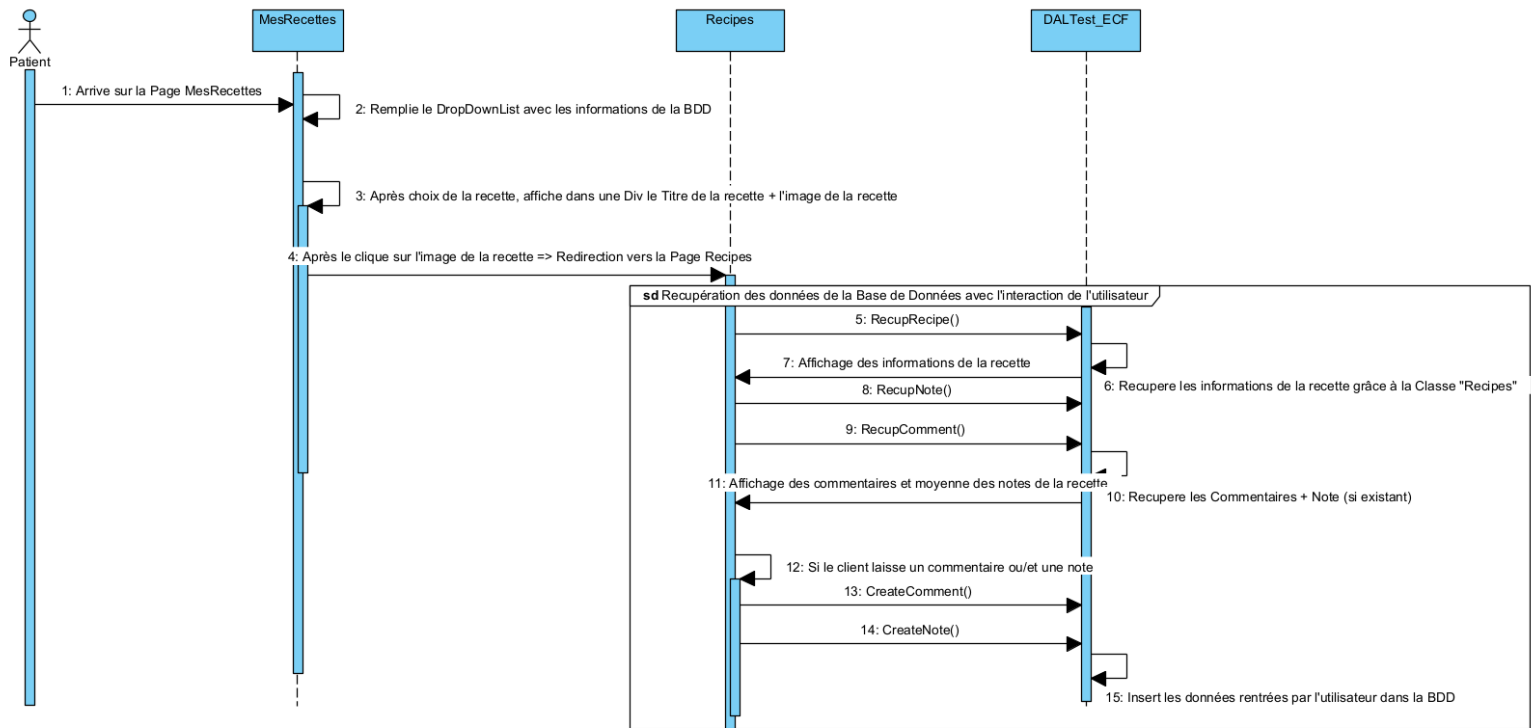 Patient
MesRecettes
Recipes
DALTest_ECF
1: Arrive sur la Page MesRecettes
2: Remplie le DropDownList avec les informations de la BDD
3: Après choix de la recette, affiche dans une Div le Titre de la recette + l'image de la recette
4: Après le clique sur l'image de la recette => Redirection vers la Page Recipes
sd Recupération des données de la Base de Données avec l'interaction de l'utilisateur
5: RecupRecipe()
7: Affichage des informations de la recette
6: Recupere les informations de la recette grâce à la Classe "Recipes"
8: RecupNote()
9: RecupComment()
11: Affichage des commentaires et moyenne des notes de la recette
10: Recupere les Commentaires + Note (si existant)
12: Si le client laisse un commentaire ou/et une note
13: CreateComment()
14: CreateNote()
15: Insert les données rentrées par l'utilisateur dans la BDD